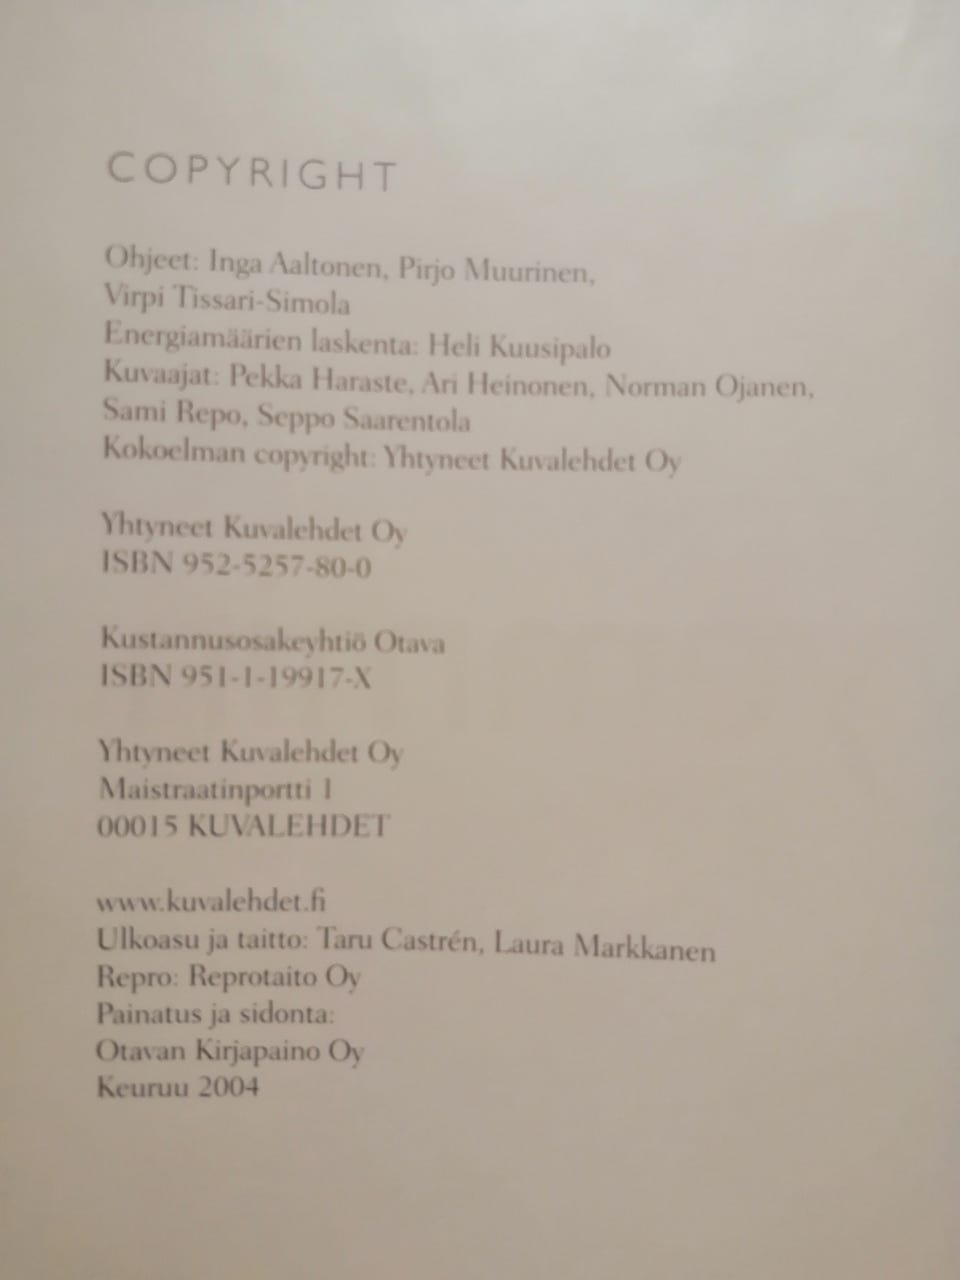 COPYRIGHT
Ohjeet: Inga Aaltonen, Pirjo Muurinen,
Virpi Tissari-Simola
Energiamäärien laskenta: Heli Kuusipalo
Kuvaajat: Pekka Haraste, Ari Heinonen, Norman Ojanen,
Sami Repo, Seppo Saarentola
Kokoelman copyright: Yhtyneet Kuvalehdet Oy
Yhtyneet Kuvalehdet Oy
ISBN 952-5257-80-0
Kustannusosakeyhtiö Otava
ISBN 951-1-19917-X
Yhtyneet Kuvalehdet Oy
Maistraatinportti 1
00015 KUVALEHDET
www.kuvalehdet.fi
Ulkoasu ja taitto: Taru Castrén, Laura Markkanen
Repro: Reprotaito Oy
Painatus ja sidonta:
Otavan Kirjapaino Oy
Keuruu 2004